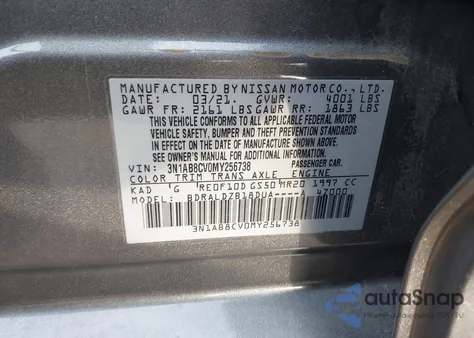 MANUFACTURED BY NISSAN MOTOR CO., LTD.
DATE: 03/21. GVWR: 4001 LBS
GAWR FR: 2161 LBS GAWR RR: 1863 LBS
THIS VEHICLE CONFORMS TO ALL APPLICABLE FEDERAL MOTOR
VEHICLE SAFETY, BUMPER AND THEFT PREVENTION STANDARDS
IN EFFECT ON THE DATE OF MANUFACTURE SHOWN ABOVE.
SEE OWNER'S MANUAL FOR ADDITIONAL INFORMATION.
VIN: 3N1AB8CV0MY256738 PASSENGER CAR
COLOR TRIM TRANS AXLE ENGINE
KAD G RE0F10D GS50 MR20 1997 CC
MODEL: BDRALDZB18DUA----A 4Z000
3N1AB8CV0MY256738
autoSnap